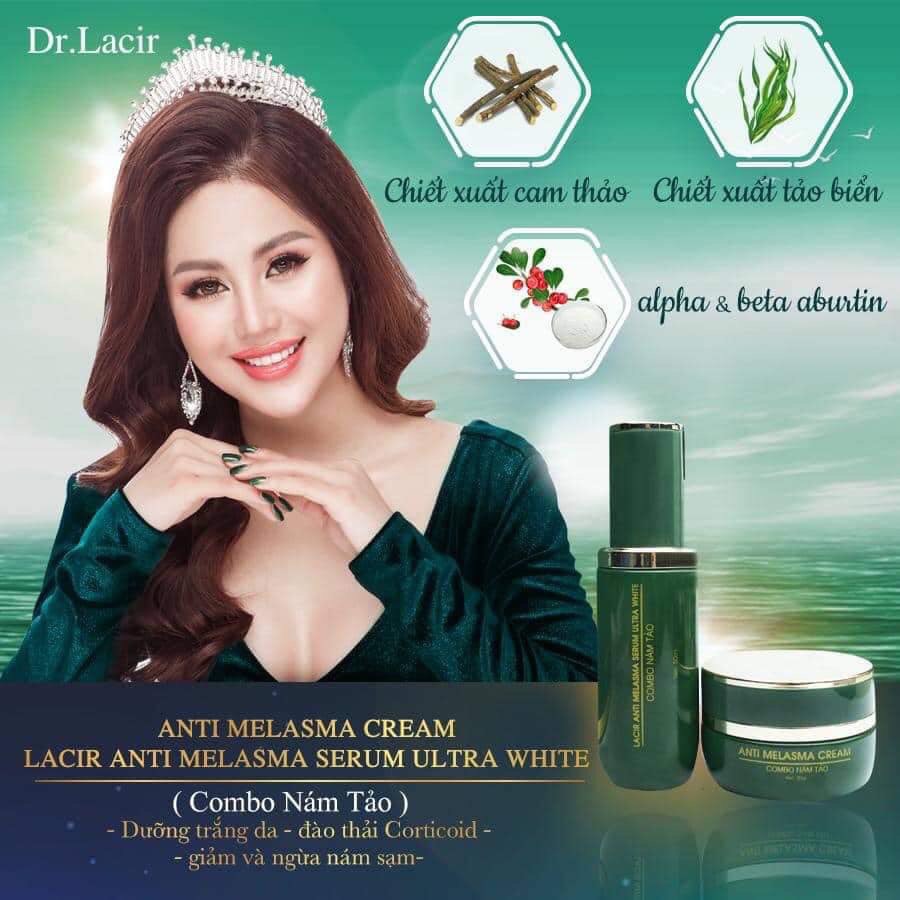 Dr.Lacir
Chiết xuất cam thảo
Chiết xuất tảo biển
alpha & beta aburtin
LACIR ANTI MELASMA SERUM ULTRA WHITE
COMBO NÁM TẢO
ANTI MELASMA CREAM
COMBO NÁM TẢO
ANTI MELASMA CREAM
LACIR ANTI MELASMA SERUM ULTRA WHITE
( Combo Nám Tảo )
- Dưỡng trắng da - đào thải Corticoid -
- giảm và ngừa nám sạm-